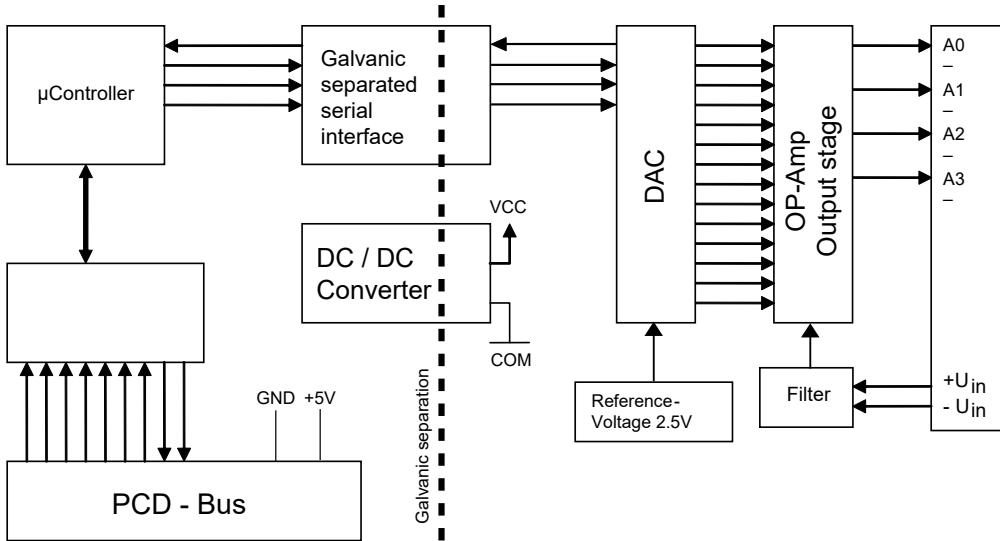 µController
Galvanic
separated
serial
interface
DAC
OP-Amp
Output stage
A0
–
A1
–
A2
–
A3
–
DC / DC
Converter
VCC
COM
Galvanic separation
Reference-
Voltage 2.5V
Filter
+Uin
- Uin
GND +5V
PCD - Bus